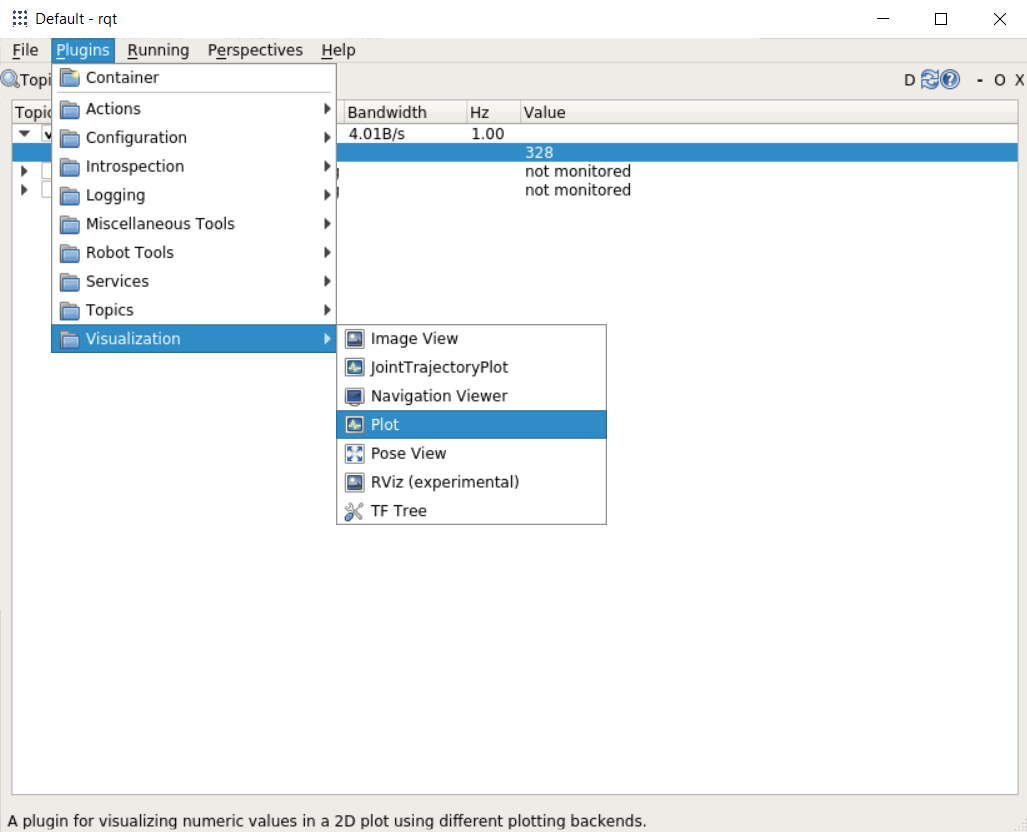 Default - rqt
File Plugins Running Perspectives Help
Topi D - O X
Container
Actions
Configuration
Introspection
Logging
Miscellaneous Tools
Robot Tools
Services
Topics
Visualization
Image View
JointTrajectoryPlot
Navigation Viewer
Plot
Pose View
RViz (experimental)
TF Tree
Topic Bandwidth Hz Value
4.01B/s 1.00
328
not monitored
not monitored
A plugin for visualizing numeric values in a 2D plot using different plotting backends.